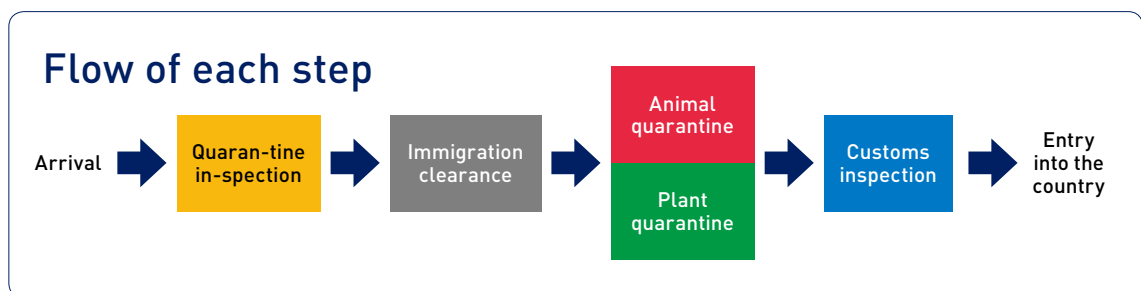 Flow of each step
Arrival
Quaran-tine
in-spection
Immigration
clearance
Animal
quarantine
Plant
quarantine
Customs
inspection
Entry
into the
country